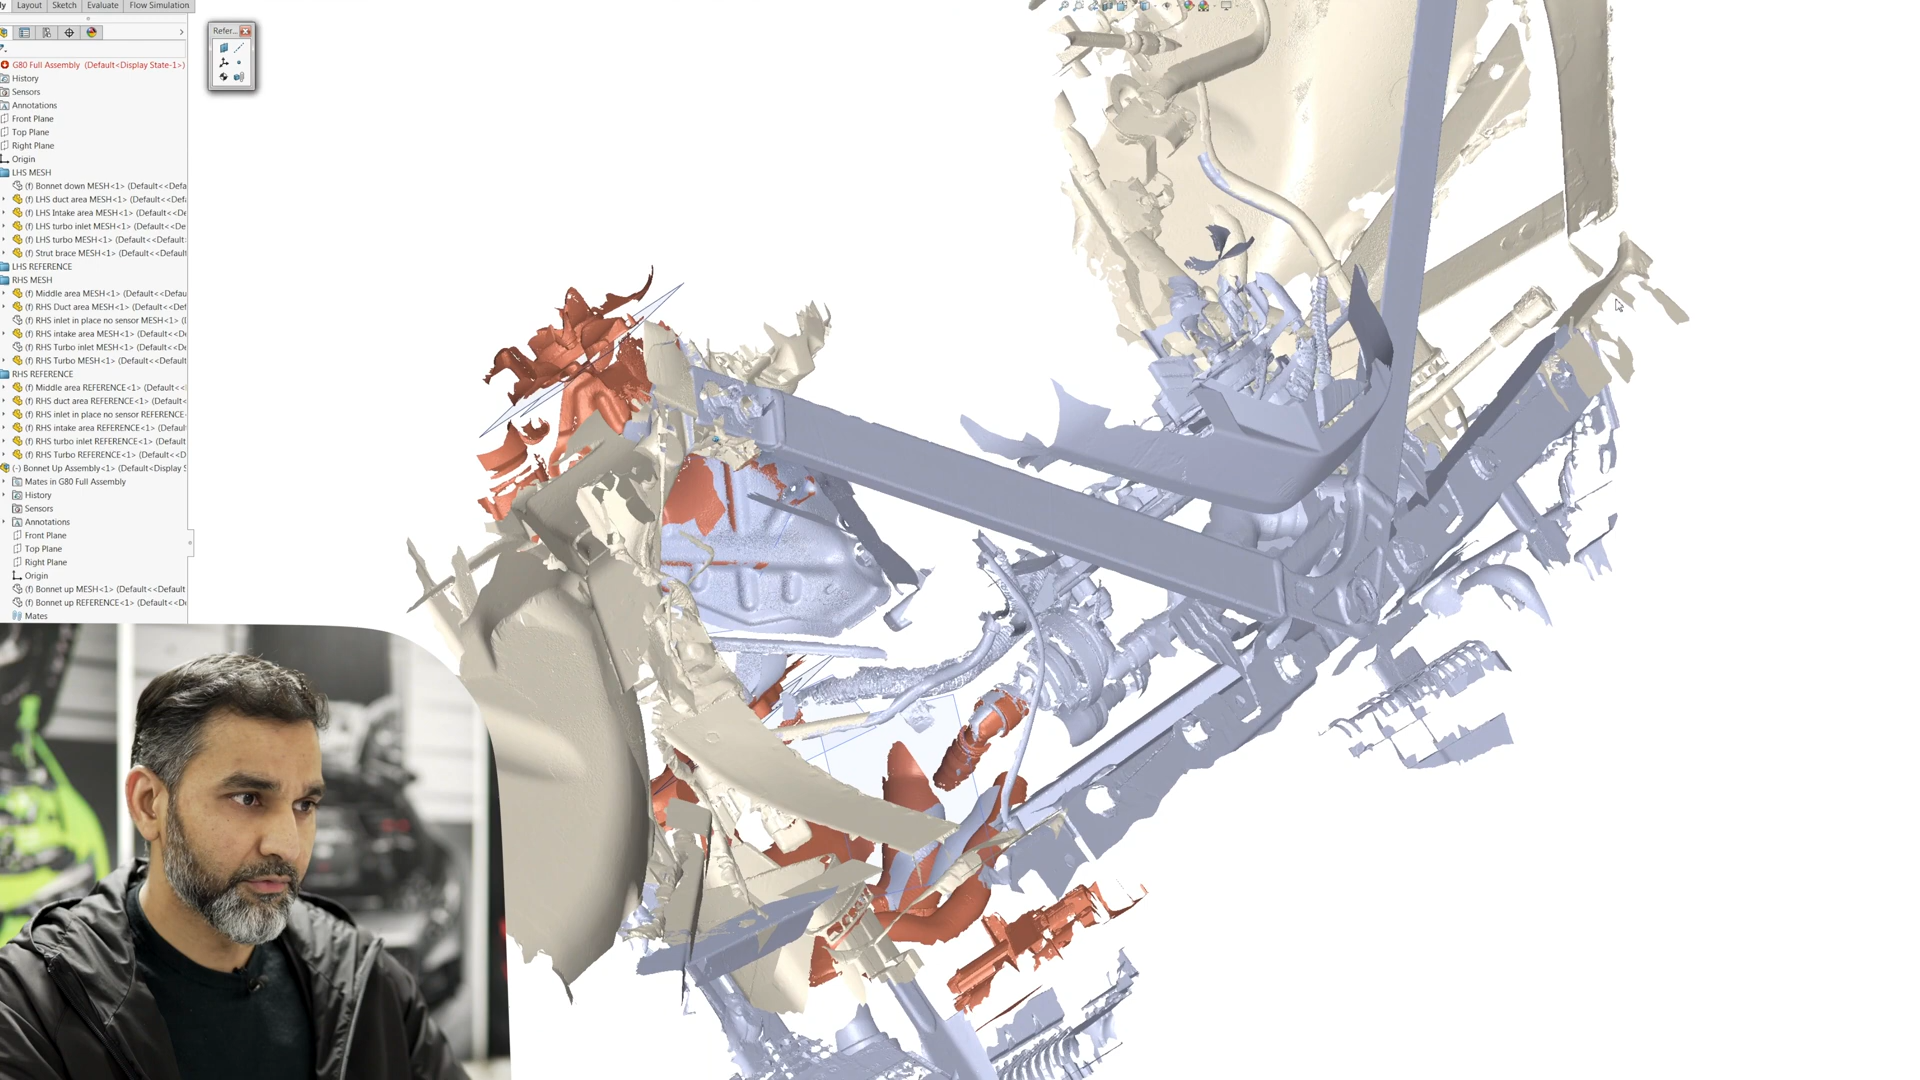 Layout Sketch Evaluate Flow Simulation
Refer...
G80 Full Assembly (Default<Display State-1>)
History
Sensors
Annotations
Front Plane
Top Plane
Right Plane
Origin
LHS MESH
(f) Bonnet down MESH<1> (Default<<Defa
(f) LHS duct area MESH<1> (Default<<Def
(f) LHS Intake area MESH<1> (Default<<De
(f) LHS turbo inlet MESH<1> (Default<<De
(f) LHS turbo MESH<1> (Default<<Default
(f) Strut brace MESH<1> (Default<<Default
LHS REFERENCE
RHS MESH
(f) Middle area MESH<1> (Default<<Defau
(f) RHS Duct area MESH<1> (Default<<Def
(f) RHS inlet in place no sensor MESH<1> (
(f) RHS intake area MESH<1> (Default<<D
(f) RHS Turbo inlet MESH<1> (Default<<D
(f) RHS Turbo MESH<1> (Default<<Default
RHS REFERENCE
(f) Middle area REFERENCE<1> (Default<<
(f) RHS duct area REFERENCE<1> (Default<
(f) RHS inlet in place no sensor REFERENCE
(f) RHS intake area REFERENCE<1> (Default
(f) RHS turbo inlet REFERENCE<1> (Default
(f) RHS Turbo REFERENCE<1> (Default<<D
(-) Bonnet Up Assembly<1> (Default<Display S
Mates in G80 Full Assembly
History
Sensors
Annotations
Front Plane
Top Plane
Right Plane
Origin
(f) Bonnet up MESH<1> (Default<<Default
(f) Bonnet up REFERENCE<1> (Default<<D
Mates